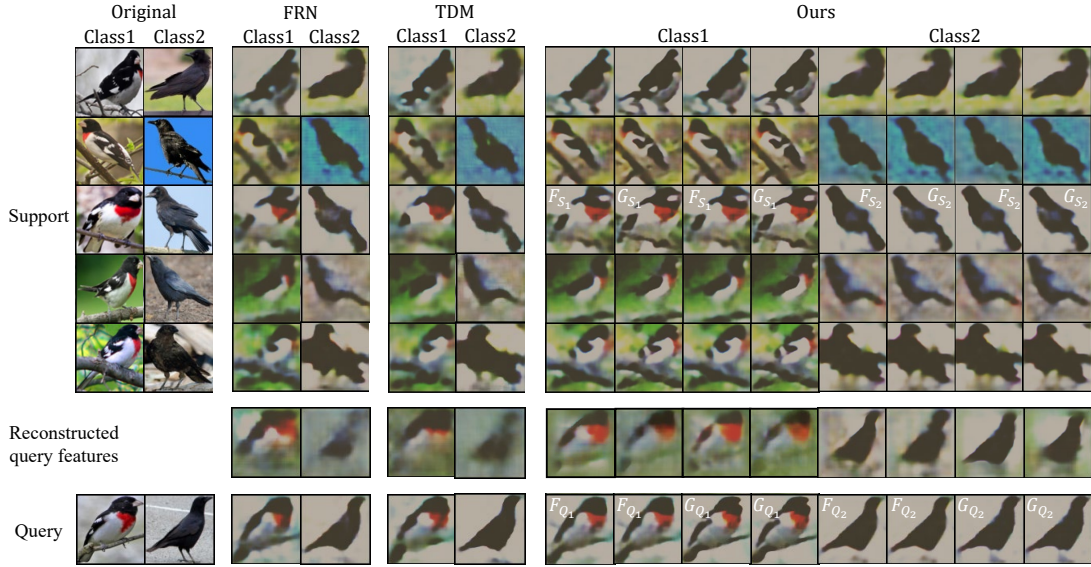 Original FRN TDM Ours
Class1 Class2 Class1 Class2 Class1 Class2 Class1 Class2
Support
F_{S_1} G_{S_1} F_{S_1} G_{S_1} F_{S_2} G_{S_2} F_{S_2} G_{S_2}
Reconstructed
query features
Query
F_{Q_1} F_{Q_1} G_{Q_1} G_{Q_1} F_{Q_2} F_{Q_2} G_{Q_2} G_{Q_2}